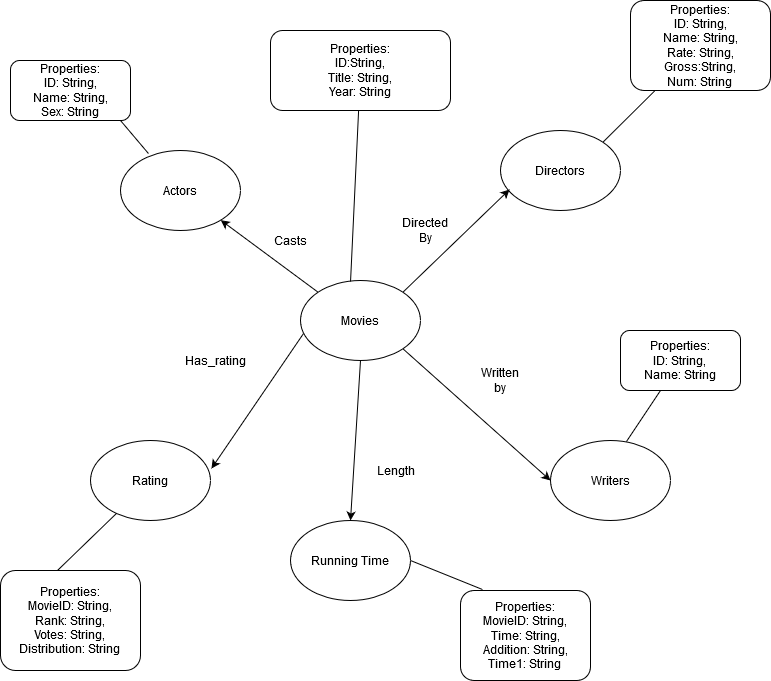 Properties:
ID: String,
Name: String,
Rate: String,
Gross:String,
Num: String
Properties:
ID:String,
Title: String,
Year: String
Properties:
ID: String,
Name: String,
Sex: String
Directors
Actors
Directed
By
Casts
Movies
Properties:
ID: String,
Name: String
Has_rating
Written
by
Length
Rating
Writers
Running Time
Properties:
MovieID: String,
Rank: String,
Votes: String,
Distribution: String
Properties:
MovieID: String,
Time: String,
Addition: String,
Time1: String